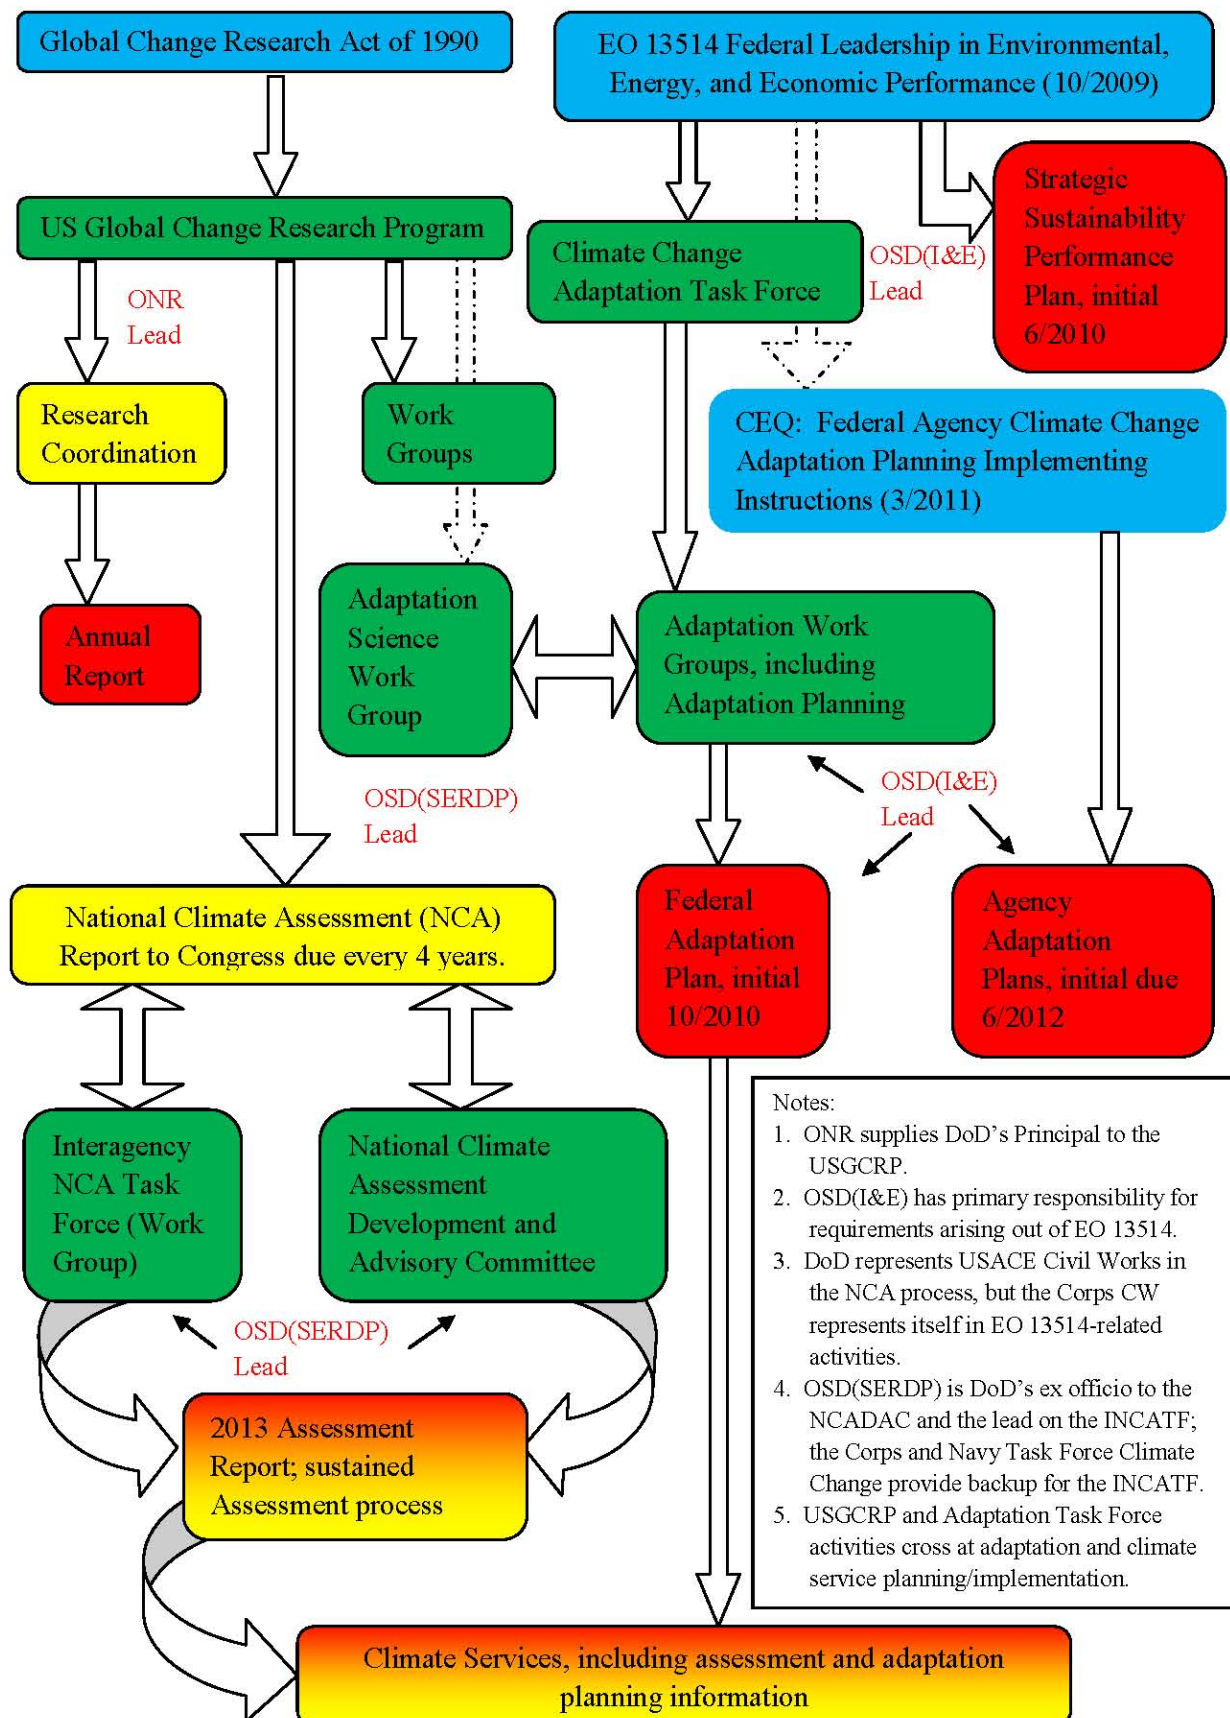 Global Change Research Act of 1990
EO 13514 Federal Leadership in Environmental,
Energy, and Economic Performance (10/2009)
US Global Change Research Program
Climate Change
Adaptation Task Force
OSD(I&E)
Lead
Strategic
Sustainability
Performance
Plan, initial
6/2010
ONR
Lead
Research
Coordination
Work
Groups
CEQ:  Federal Agency Climate Change
Adaptation Planning Implementing
Instructions (3/2011)
Annual
Report
Adaptation
Science
Work
Group
Adaptation Work
Groups, including
Adaptation Planning
OSD(SERDP)
Lead
OSD(I&E)
Lead
National Climate Assessment (NCA)
Report to Congress due every 4 years.
Federal
Adaptation
Plan, initial
10/2010
Agency
Adaptation
Plans, initial due
6/2012
Interagency
NCA Task
Force (Work
Group)
National Climate
Assessment
Development and
Advisory Committee
OSD(SERDP)
Lead
2013 Assessment
Report; sustained
Assessment process
Notes:
1. ONR supplies DoD's Principal to the
USGCRP.
2. OSD(I&E) has primary responsibility for
requirements arising out of EO 13514.
3. DoD represents USACE Civil Works in
the NCA process, but the Corps CW
represents itself in EO 13514-related
activities.
4. OSD(SERDP) is DoD's ex officio to the
NCADAC and the lead on the INCATF;
the Corps and Navy Task Force Climate
Change provide backup for the INCATF.
5. USGCRP and Adaptation Task Force
activities cross at adaptation and climate
service planning/implementation.
Climate Services, including assessment and adaptation
planning information